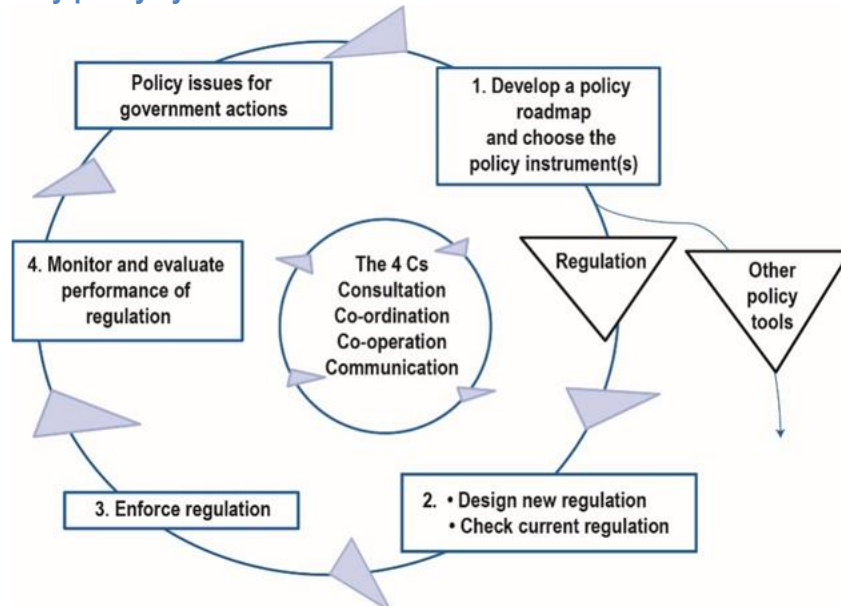 Policy issues for
government actions
1. Develop a policy
roadmap
and choose the
policy instrument(s)
Regulation
Other
policy
tools
2. • Design new regulation
• Check current regulation
3. Enforce regulation
4. Monitor and evaluate
performance of
regulation
The 4 Cs
Consultation
Co-ordination
Co-operation
Communication